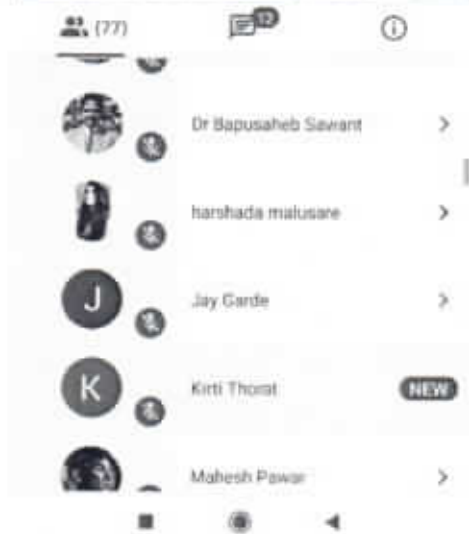 (77)
12
Dr Bapusaheb Sawant
harshada malusare
J
Jay Garde
K
Kirti Thorat
NEW
Mahesh Pawar